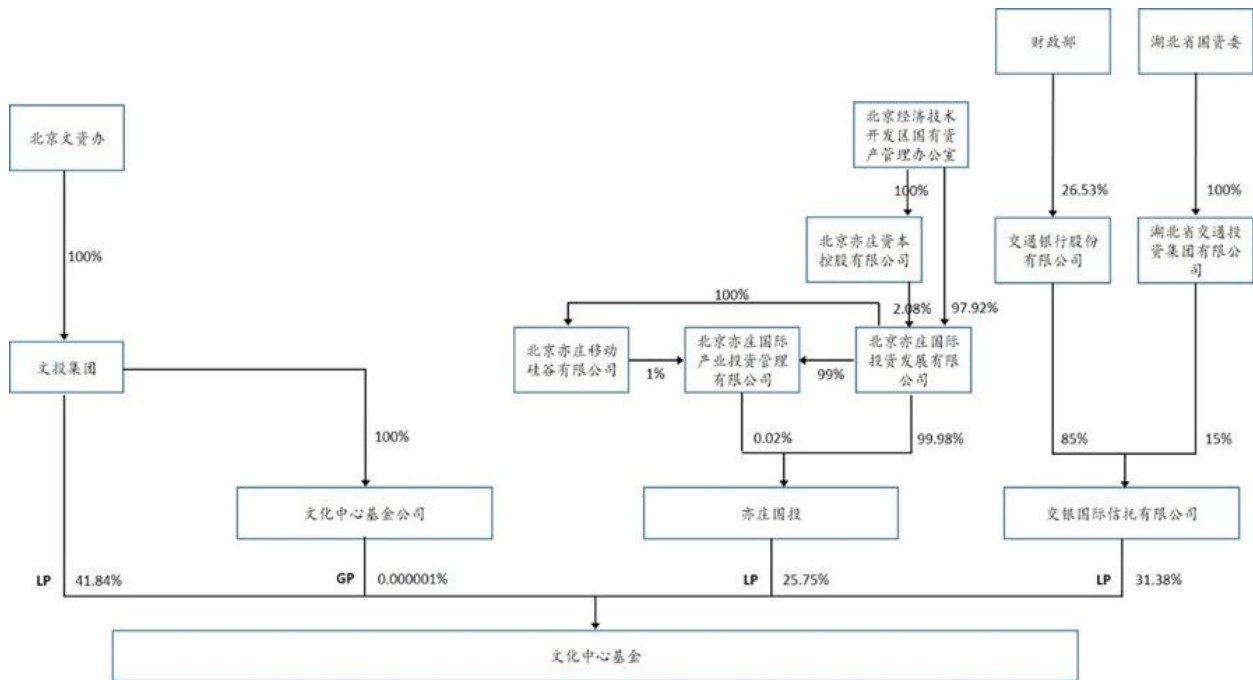 财政部
湖北省国资委
北京文资办
北京经济技术
开发区国有资
产管理办公室
100%
26.53%
100%
100%
北京亦庄资本
控股有限公司
交通银行股份
有限公司
湖北省交通投
资集团有限公
司
100%
2.08%
97.92%
文投集团
北京亦庄移动
硅谷有限公司
1%
北京亦庄国际
产业投资管理
有限公司
99%
北京亦庄国际
投资发展有限
公司
100%
0.02%
99.98%
85%
15%
文化中心基金公司
亦庄国投
交银国际信托有限公司
LP
41.84%
GP
0.000001%
LP
25.75%
LP
31.38%
文化中心基金